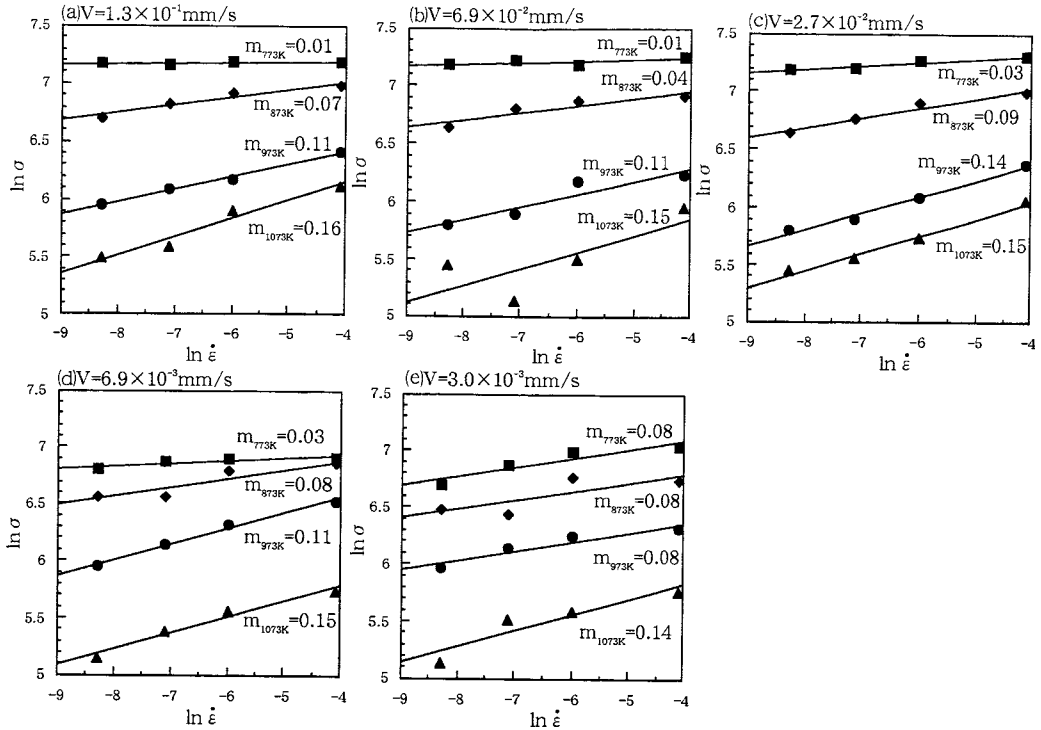 (a)V=1.3×10⁻¹mm/s
7.5
7
6.5
6
5.5
5
ln σ
m773K=0.01
m873K=0.07
m973K=0.11
m1073K=0.16
-9 -8 -7 -6 -5 -4
ln ε̇
(b)V=6.9×10⁻²mm/s
7.5
7
6.5
6
5.5
5
ln σ
m773K=0.01
m873K=0.04
m973K=0.11
m1073K=0.15
-9 -8 -7 -6 -5 -4
ln ε̇
(c)V=2.7×10⁻²mm/s
7.5
7
6.5
6
5.5
5
ln σ
m773K=0.03
m873K=0.09
m973K=0.14
m1073K=0.15
-9 -8 -7 -6 -5 -4
ln ε̇
(d)V=6.9×10⁻³mm/s
7.5
7
6.5
6
5.5
5
ln σ
m773K=0.03
m873K=0.08
m973K=0.11
m1073K=0.15
-9 -8 -7 -6 -5 -4
ln ε̇
(e)V=3.0×10⁻³mm/s
7.5
7
6.5
6
5.5
5
ln σ
m773K=0.08
m873K=0.08
m973K=0.08
m1073K=0.14
-9 -8 -7 -6 -5 -4
ln ε̇